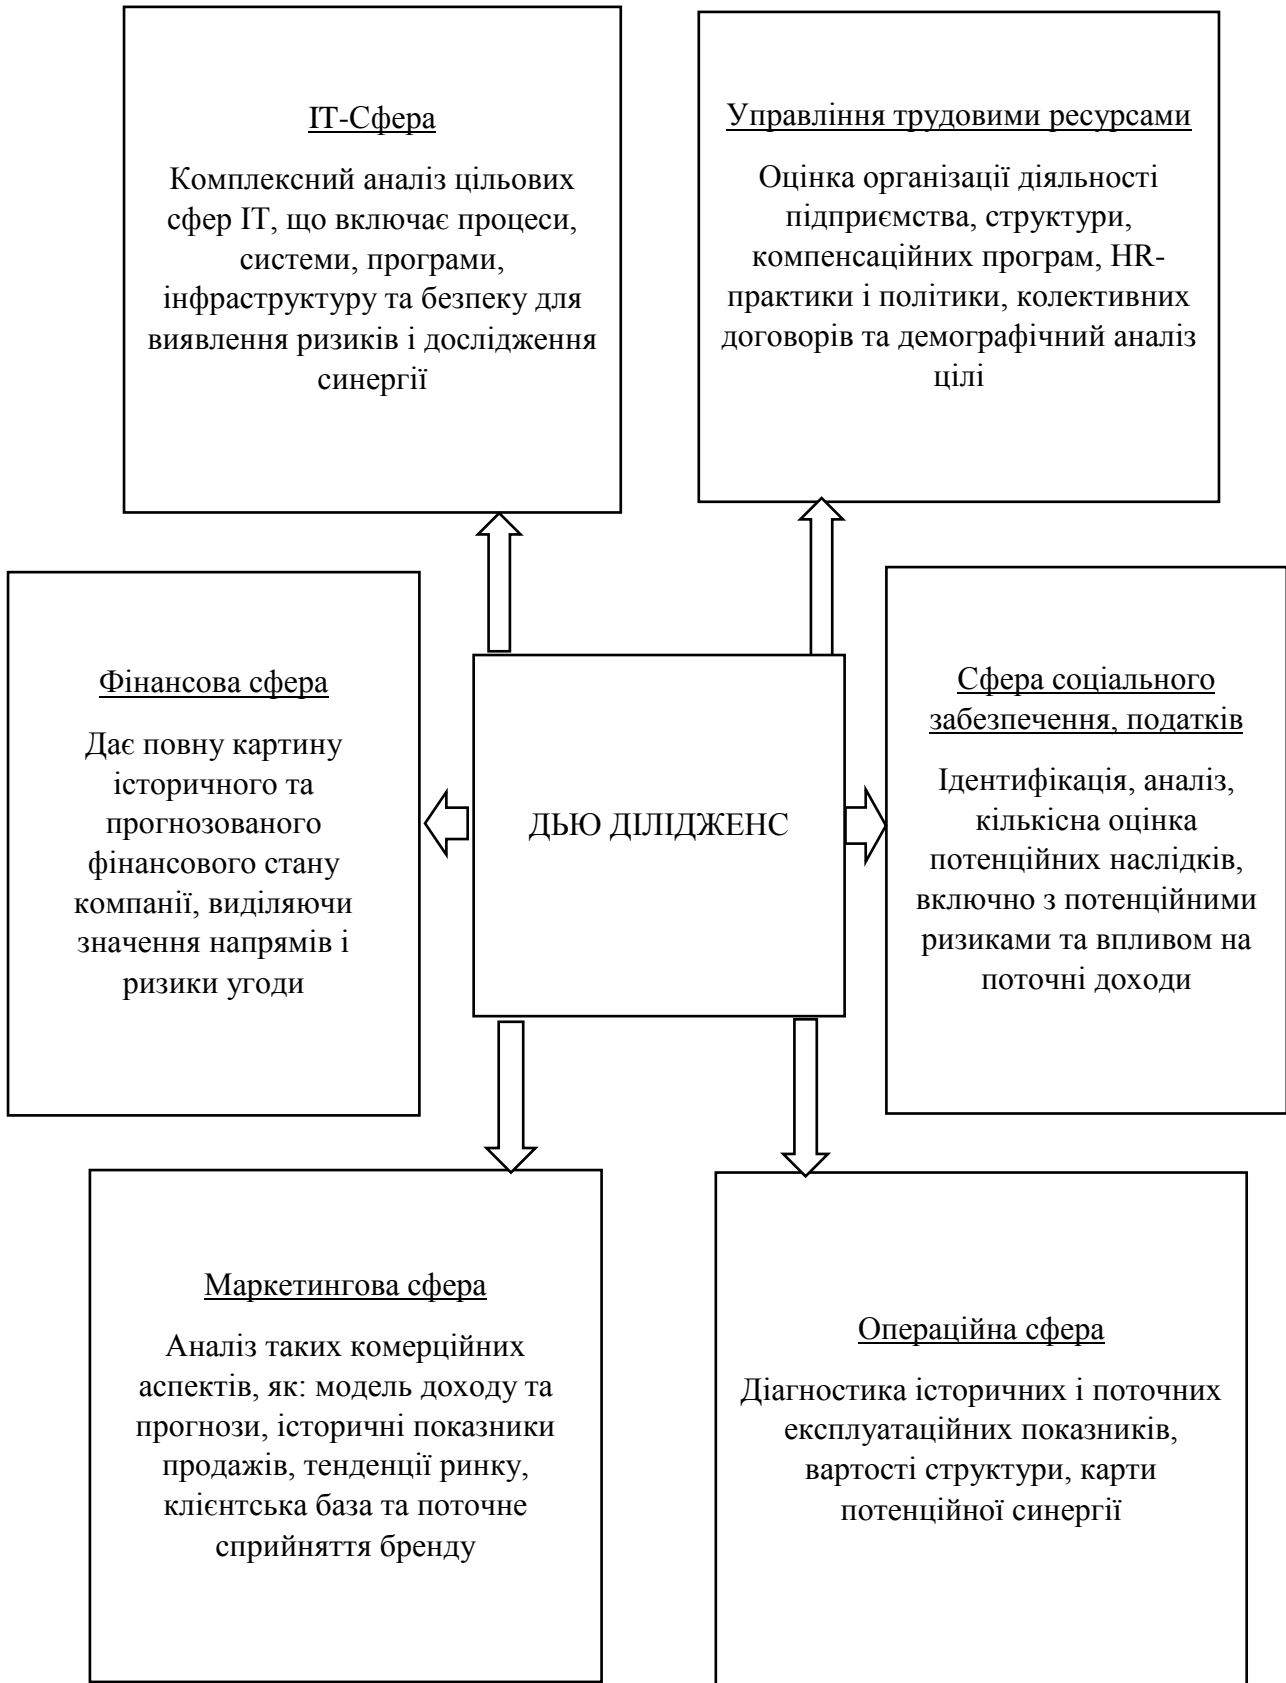 ІТ-Сфера
Комплексний аналіз цільових
сфер ІТ, що включає процеси,
системи, програми,
інфраструктуру та безпеку для
виявлення ризиків і дослідження
синергії
Управління трудовими ресурсами
Оцінка організації діяльності
підприємства, структури,
компенсаційних програм, HR-
практики і політики, колективних
договорів та демографічний аналіз
цілі
Фінансова сфера
Дає повну картину
історичного та
прогнозованого
фінансового стану
компанії, виділяючи
значення напрямів і
ризики угоди
ДЬЮ ДІЛІДЖЕНС
Сфера соціального
забезпечення, податків
Ідентифікація, аналіз,
кількісна оцінка
потенційних наслідків,
включно з потенційними
ризиками та впливом на
поточні доходи
Маркетингова сфера
Аналіз таких комерційних
аспектів, як: модель доходу та
прогнози, історичні показники
продажів, тенденції ринку,
клієнтська база та поточне
сприйняття бренду
Операційна сфера
Діагностика історичних і поточних
експлуатаційних показників,
вартості структури, карти
потенційної синергії